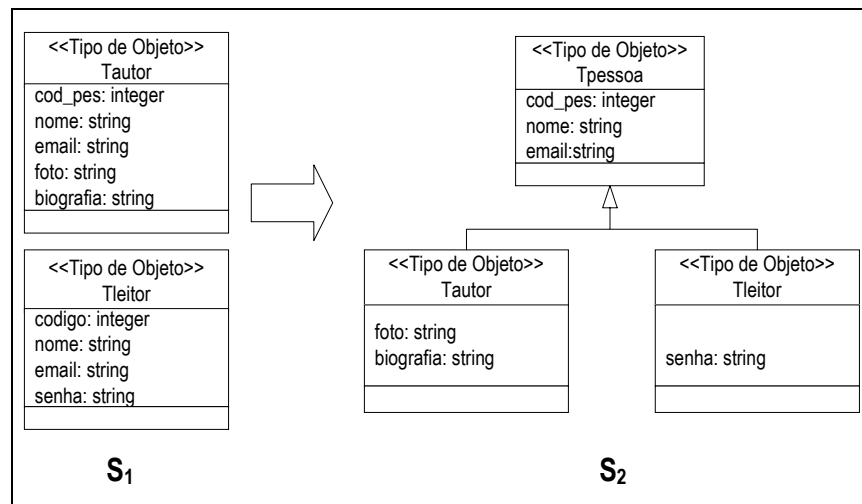 <<Tipo de Objeto>>
Tautor
cod_pes: integer
nome: string
email: string
foto: string
biografia: string
<<Tipo de Objeto>>
Tleitor
codigo: integer
nome: string
email: string
senha: string
S1
<<Tipo de Objeto>>
Tpessoa
cod_pes: integer
nome: string
email:string
<<Tipo de Objeto>>
Tautor
foto: string
biografia: string
<<Tipo de Objeto>>
Tleitor
senha: string
S2